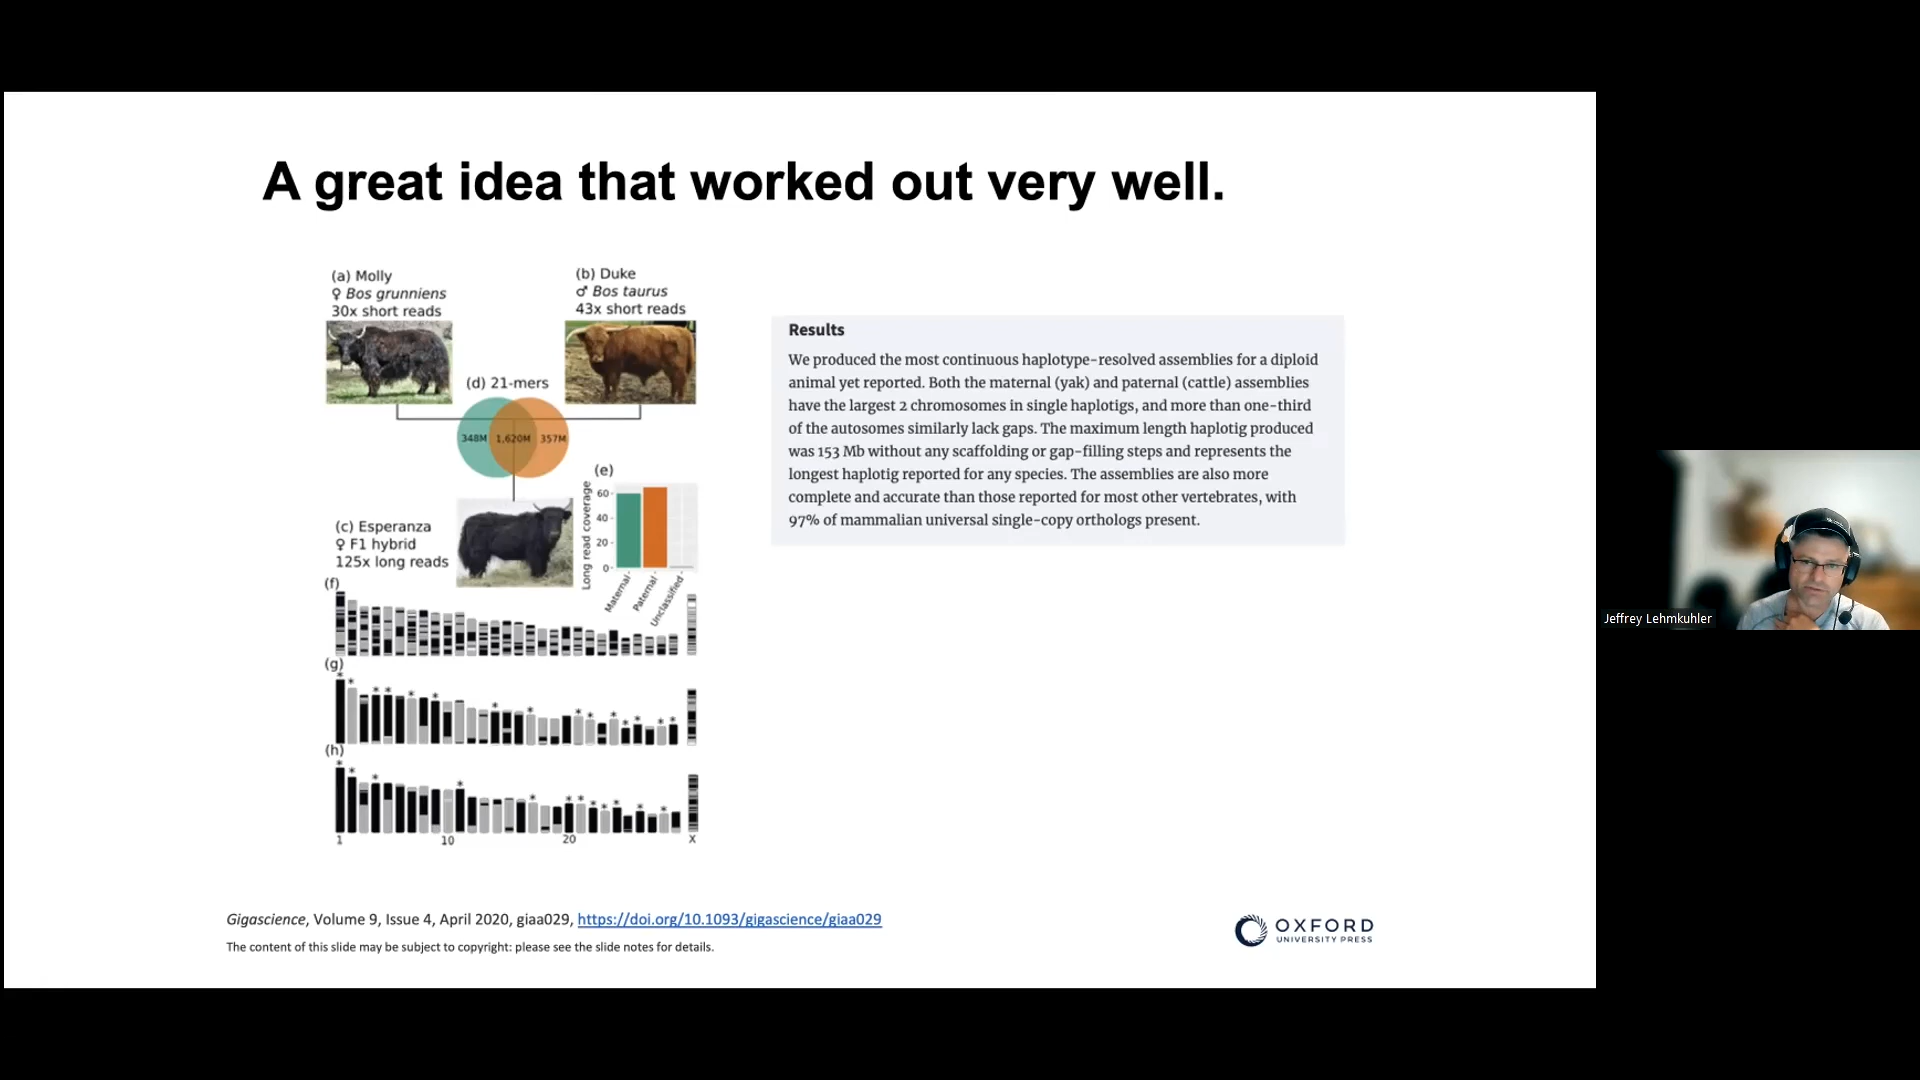 A great idea that worked out very well.
(a) Molly
♀ Bos grunniens
30x short reads
(b) Duke
♂ Bos taurus
43x short reads
(d) 21-mers
348M 1,620M 357M
(c) Esperanza
♀ F1 hybrid
125x long reads
(e)
Long read coverage
60
40
20
0
Maternal
Paternal
Unclassified
(f)
(g)
(h)
1 10 20 X
Results
We produced the most continuous haplotype-resolved assemblies for a diploid
animal yet reported. Both the maternal (yak) and paternal (cattle) assemblies
have the largest 2 chromosomes in single haplotigs, and more than one-third
of the autosomes similarly lack gaps. The maximum length haplotig produced
was 153 Mb without any scaffolding or gap-filling steps and represents the
longest haplotig reported for any species. The assemblies are also more
complete and accurate than those reported for most other vertebrates, with
97% of mammalian universal single-copy orthologs present.
Gigascience, Volume 9, Issue 4, April 2020, giaa029, https://doi.org/10.1093/gigascience/giaa029
The content of this slide may be subject to copyright: please see the slide notes for details.
OXFORD
UNIVERSITY PRESS
Jeffrey Lehmkuhler